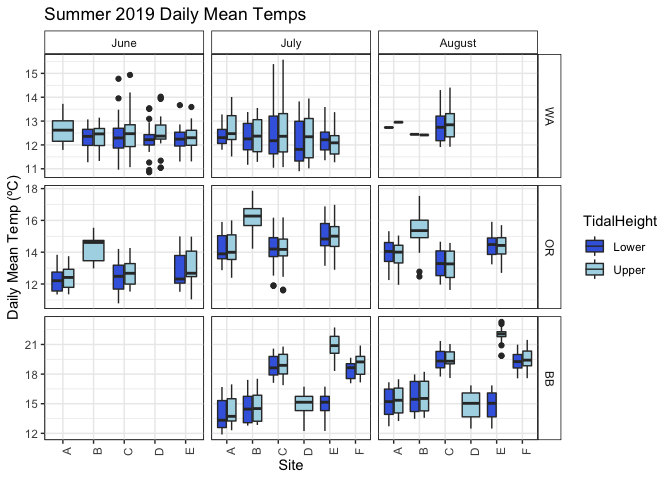 Summer 2019 Daily Mean Temps
June July August
15
14
13
12
11
WA
18
16
14
12
OR
21
18
15
12
BB
Daily Mean Temp (ºC)
A B C D E A B C D E F A B C D E F
Site
TidalHeight
Lower
Upper